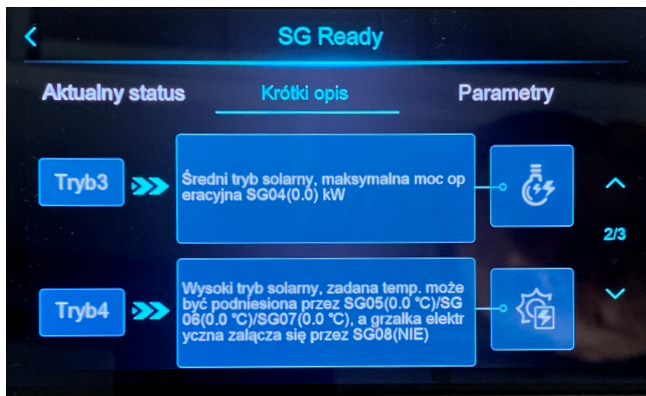 SG Ready
Aktualny status
Krótki opis
Parametry
Tryb3
Średni tryb solarny, maksymalna moc op
eracyjna SG04(0.0) kW
2/3
Tryb4
Wysoki tryb solarny, zadana temp. może
być podniesiona przez SG05(0.0 °C)/SG
06(0.0 °C)/SG07(0.0 °C), a grzałka elektr
yczna załącza się przez SG08(NIE)